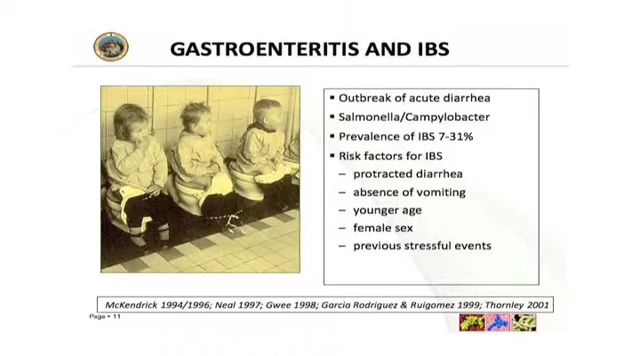 GASTROENTERITIS AND IBS
▪ Outbreak of acute diarrhea
▪ Salmonella/Campylobacter
▪ Prevalence of IBS 7-31%
▪ Risk factors for IBS
– protracted diarrhea
– absence of vomiting
– younger age
– female sex
– previous stressful events
McKendrick 1994/1996; Neal 1997; Gwee 1998; Garcia Rodriguez & Ruigomez 1999; Thornley 2001
Page ▪ 11